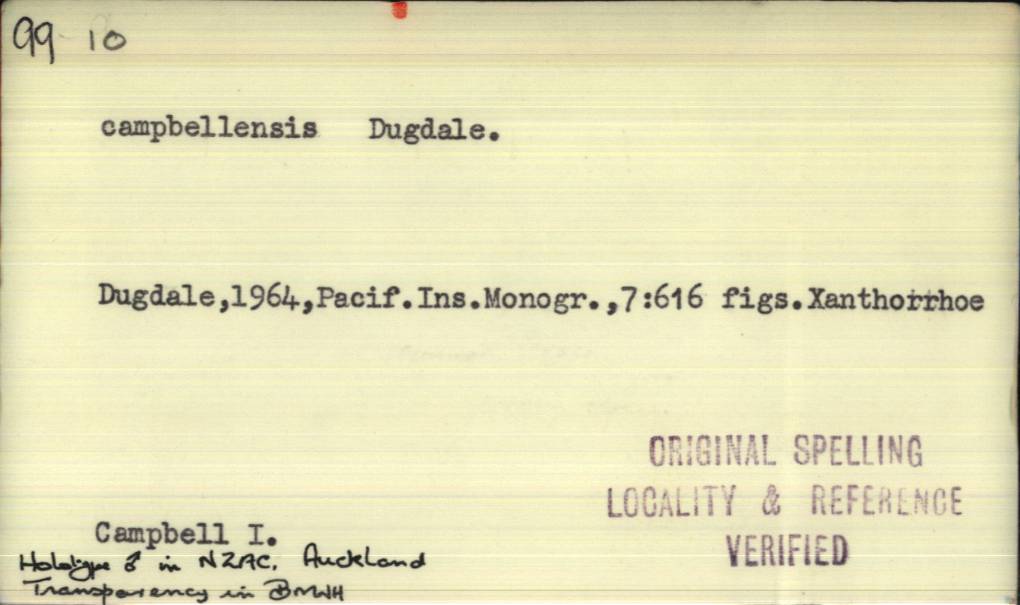 99 10
campbellensis Dugdale.
Dugdale,1964,Pacif.Ins.Monogr.,7:616 figs.Xanthorrhoe
ORIGINAL SPELLING
LOCALITY & REFERENCE
VERIFIED
Campbell I.
Holotype ♂ in NZAC. Auckland
Transparency in BMNH